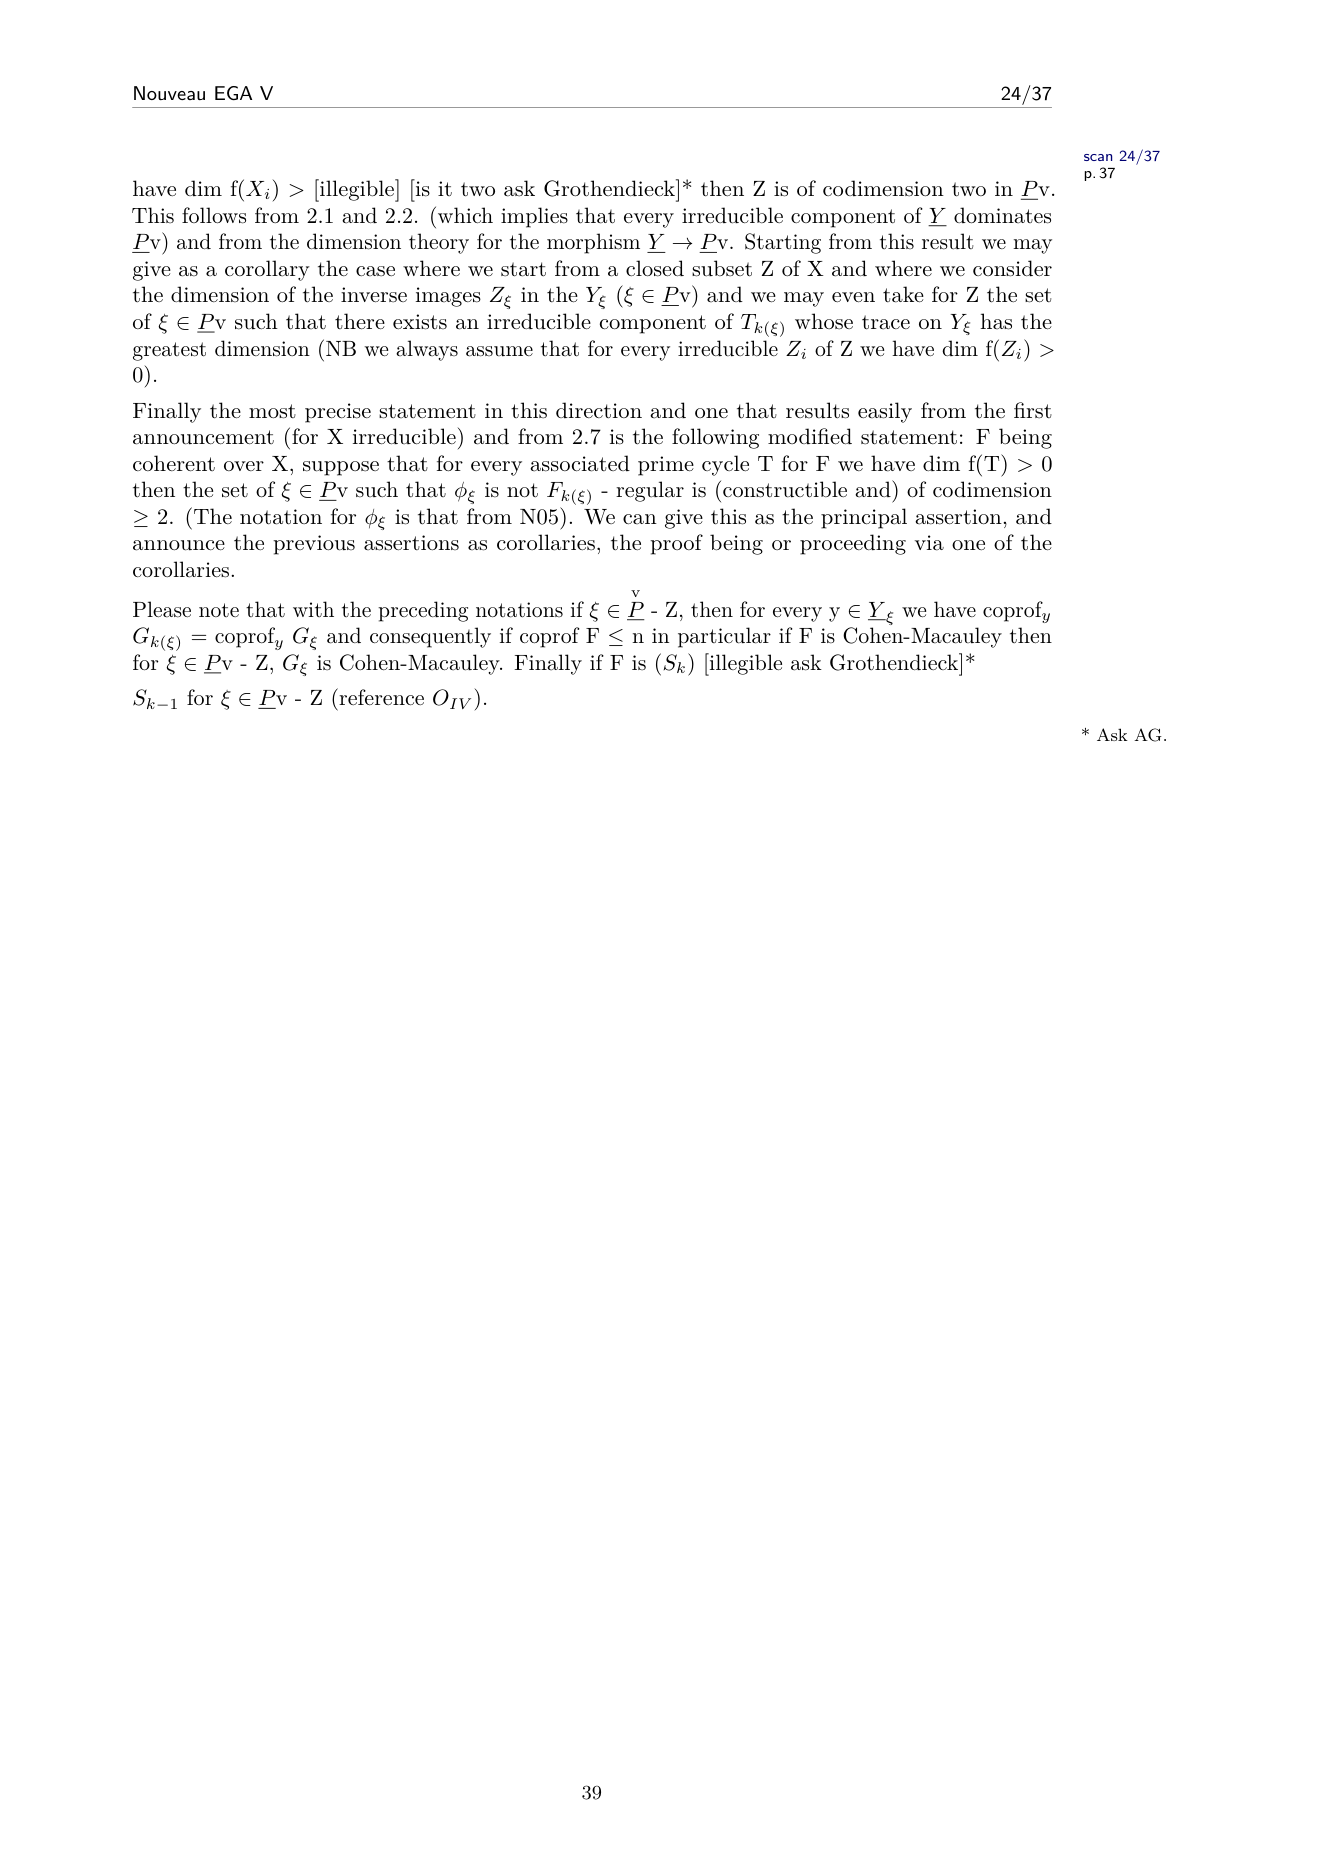 Nouveau EGA V 24/37
scan 24/37
p. 37
have dim f(X_i) > [illegible] [is it two ask Grothendieck]* then Z is of codimension two in P̲v.
This follows from 2.1 and 2.2. (which implies that every irreducible component of Y̲ dominates
P̲v) and from the dimension theory for the morphism Y̲ → P̲v. Starting from this result we may
give as a corollary the case where we start from a closed subset Z of X and where we consider
the dimension of the inverse images Z_ξ in the Y_ξ (ξ ∈ P̲v) and we may even take for Z the set
of ξ ∈ P̲v such that there exists an irreducible component of T_{k(ξ)} whose trace on Y_ξ has the
greatest dimension (NB we always assume that for every irreducible Z_i of Z we have dim f(Z_i) >
0).
Finally the most precise statement in this direction and one that results easily from the first
announcement (for X irreducible) and from 2.7 is the following modified statement: F being
coherent over X, suppose that for every associated prime cycle T for F we have dim f(T) > 0
then the set of ξ ∈ P̲v such that ϕ_ξ is not F_{k(ξ)} - regular is (constructible and) of codimension
≥ 2. (The notation for ϕ_ξ is that from N05). We can give this as the principal assertion, and
announce the previous assertions as corollaries, the proof being or proceeding via one of the
corollaries.
Please note that with the preceding notations if ξ ∈ P̲^v - Z, then for every y ∈ Y̲_ξ we have coprof_y
G_{k(ξ)} = coprof_y G_ξ and consequently if coprof F ≤ n in particular if F is Cohen-Macauley then
for ξ ∈ P̲v - Z, G_ξ is Cohen-Macauley. Finally if F is (S_k) [illegible ask Grothendieck]*
S_{k−1} for ξ ∈ P̲v - Z (reference O_{IV}).
* Ask AG.
39